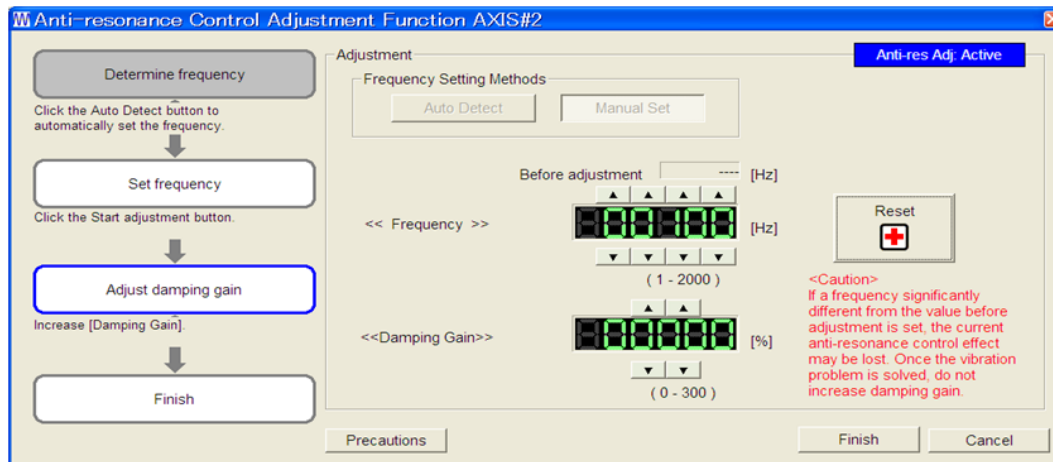 Anti-resonance Control Adjustment Function AXIS#2
Determine frequency
Click the Auto Detect button to
automatically set the frequency.
Set frequency
Click the Start adjustment button.
Adjust damping gain
Increase [Damping Gain].
Finish
Adjustment
Anti-res Adj: Active
Frequency Setting Methods
Auto Detect
Manual Set
Before adjustment ---- [Hz]
<< Frequency >> 00100 [Hz]
( 1 - 2000 )
<<Damping Gain>> 00000 [%]
( 0 - 300 )
Reset
<Caution>
If a frequency significantly
different from the value before
adjustment is set, the current
anti-resonance control effect
may be lost. Once the vibration
problem is solved, do not
increase damping gain.
Precautions
Finish
Cancel